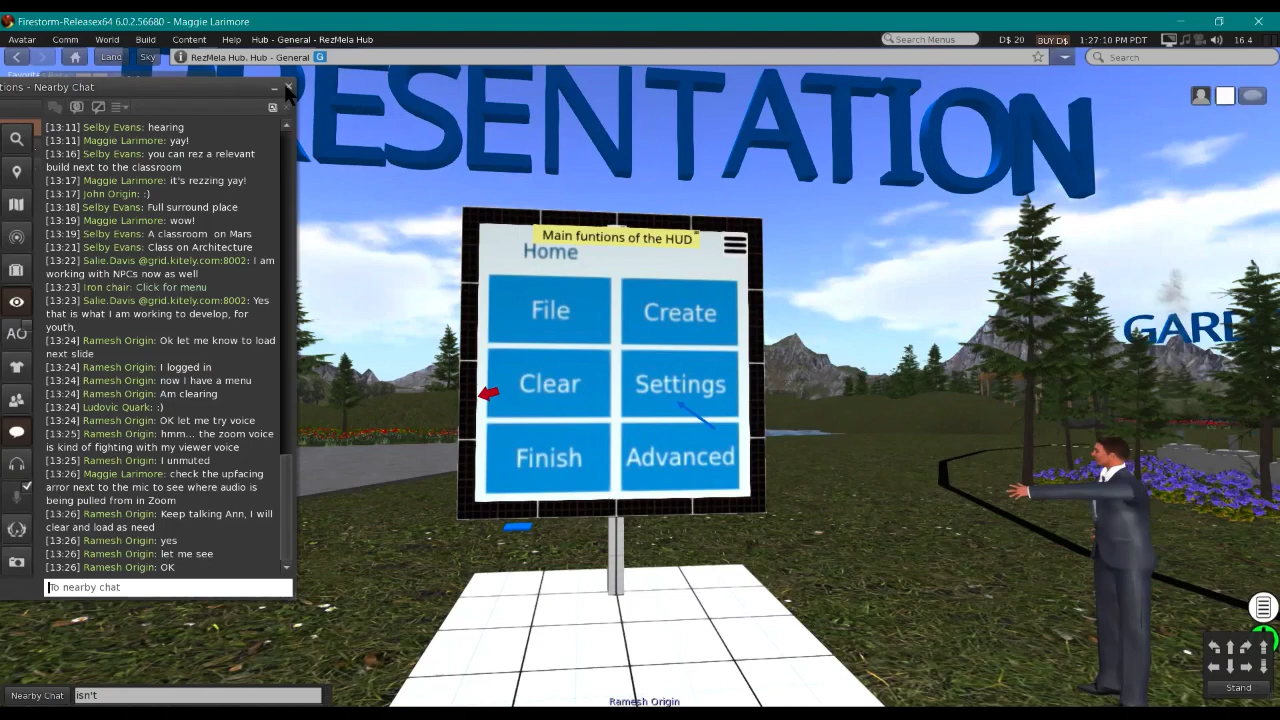 Firestorm-Releasex64 6.0.2.56680 - Maggie Larimore
Avatar Comm World Build Content Help Hub - General - RezMela Hub
Search Menus
D$ 20
BUY D$
1:27:10 PM PDT
16.4
Land
Sky
RezMela Hub, Hub - General
G
Search
tions - Nearby Chat
[13:11] Selby Evans: hearing
[13:11] Maggie Larimore: yay!
[13:16] Selby Evans: you can rez a relevant
build next to the classroom
[13:17] Maggie Larimore: it's rezzing yay!
[13:17] John Origin: :)
[13:18] Selby Evans: Full surround place
[13:19] Maggie Larimore: wow!
[13:19] Selby Evans: A classroom on Mars
[13:21] Selby Evans: Class on Architecture
[13:22] Salie.Davis @grid.kitely.com:8002: I am
working with NPCs now as well
[13:23] Iron chair: Click for menu
[13:23] Salie.Davis @grid.kitely.com:8002: Yes
that is what I am working to develop, for
youth,
[13:24] Ramesh Origin: Ok let me know to load
next slide
[13:24] Ramesh Origin: I logged in
[13:24] Ramesh Origin: now I have a menu
[13:24] Ramesh Origin: Am clearing
[13:24] Ludovic Quark: :)
[13:24] Ramesh Origin: OK let me try voice
[13:25] Ramesh Origin: hmm... the zoom voice
is kind of fighting with my viewer voice
[13:25] Ramesh Origin: I unmuted
[13:26] Maggie Larimore: check the upfacing
arror next to the mic to see where audio is
being pulled from in Zoom
[13:26] Ramesh Origin: Keep talking Ann, I will
clear and load as need
[13:26] Ramesh Origin: yes
[13:26] Ramesh Origin: let me see
[13:26] Ramesh Origin: OK
To nearby chat
Nearby Chat
isn't
RESENTATION
Main funtions of the HUD
Home
File
Create
Clear
Settings
Finish
Advanced
GARD
Ramesh Origin
Stand